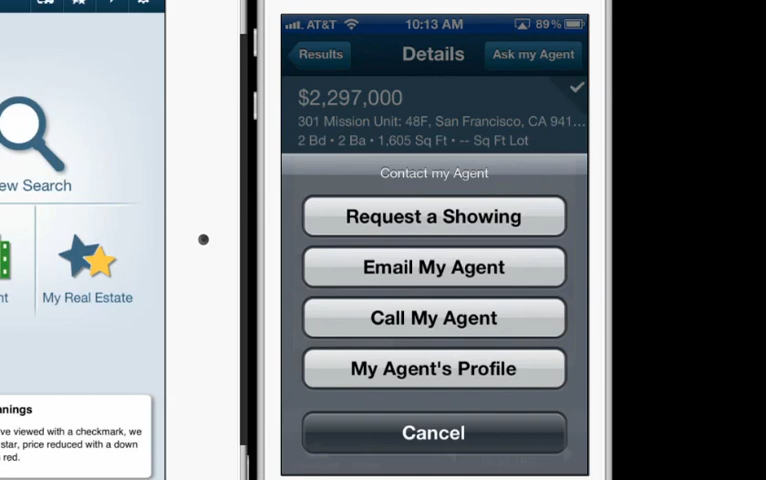 ew Search
nt
My Real Estate
nnings
ve viewed with a checkmark, we
star, price reduced with a down
red.
AT&T 10:13 AM 89%
Results Details Ask my Agent
$2,297,000
301 Mission Unit: 48F, San Francisco, CA 941...
2 Bd • 2 Ba • 1,605 Sq Ft • -- Sq Ft Lot
Contact my Agent
Request a Showing
Email My Agent
Call My Agent
My Agent's Profile
Cancel